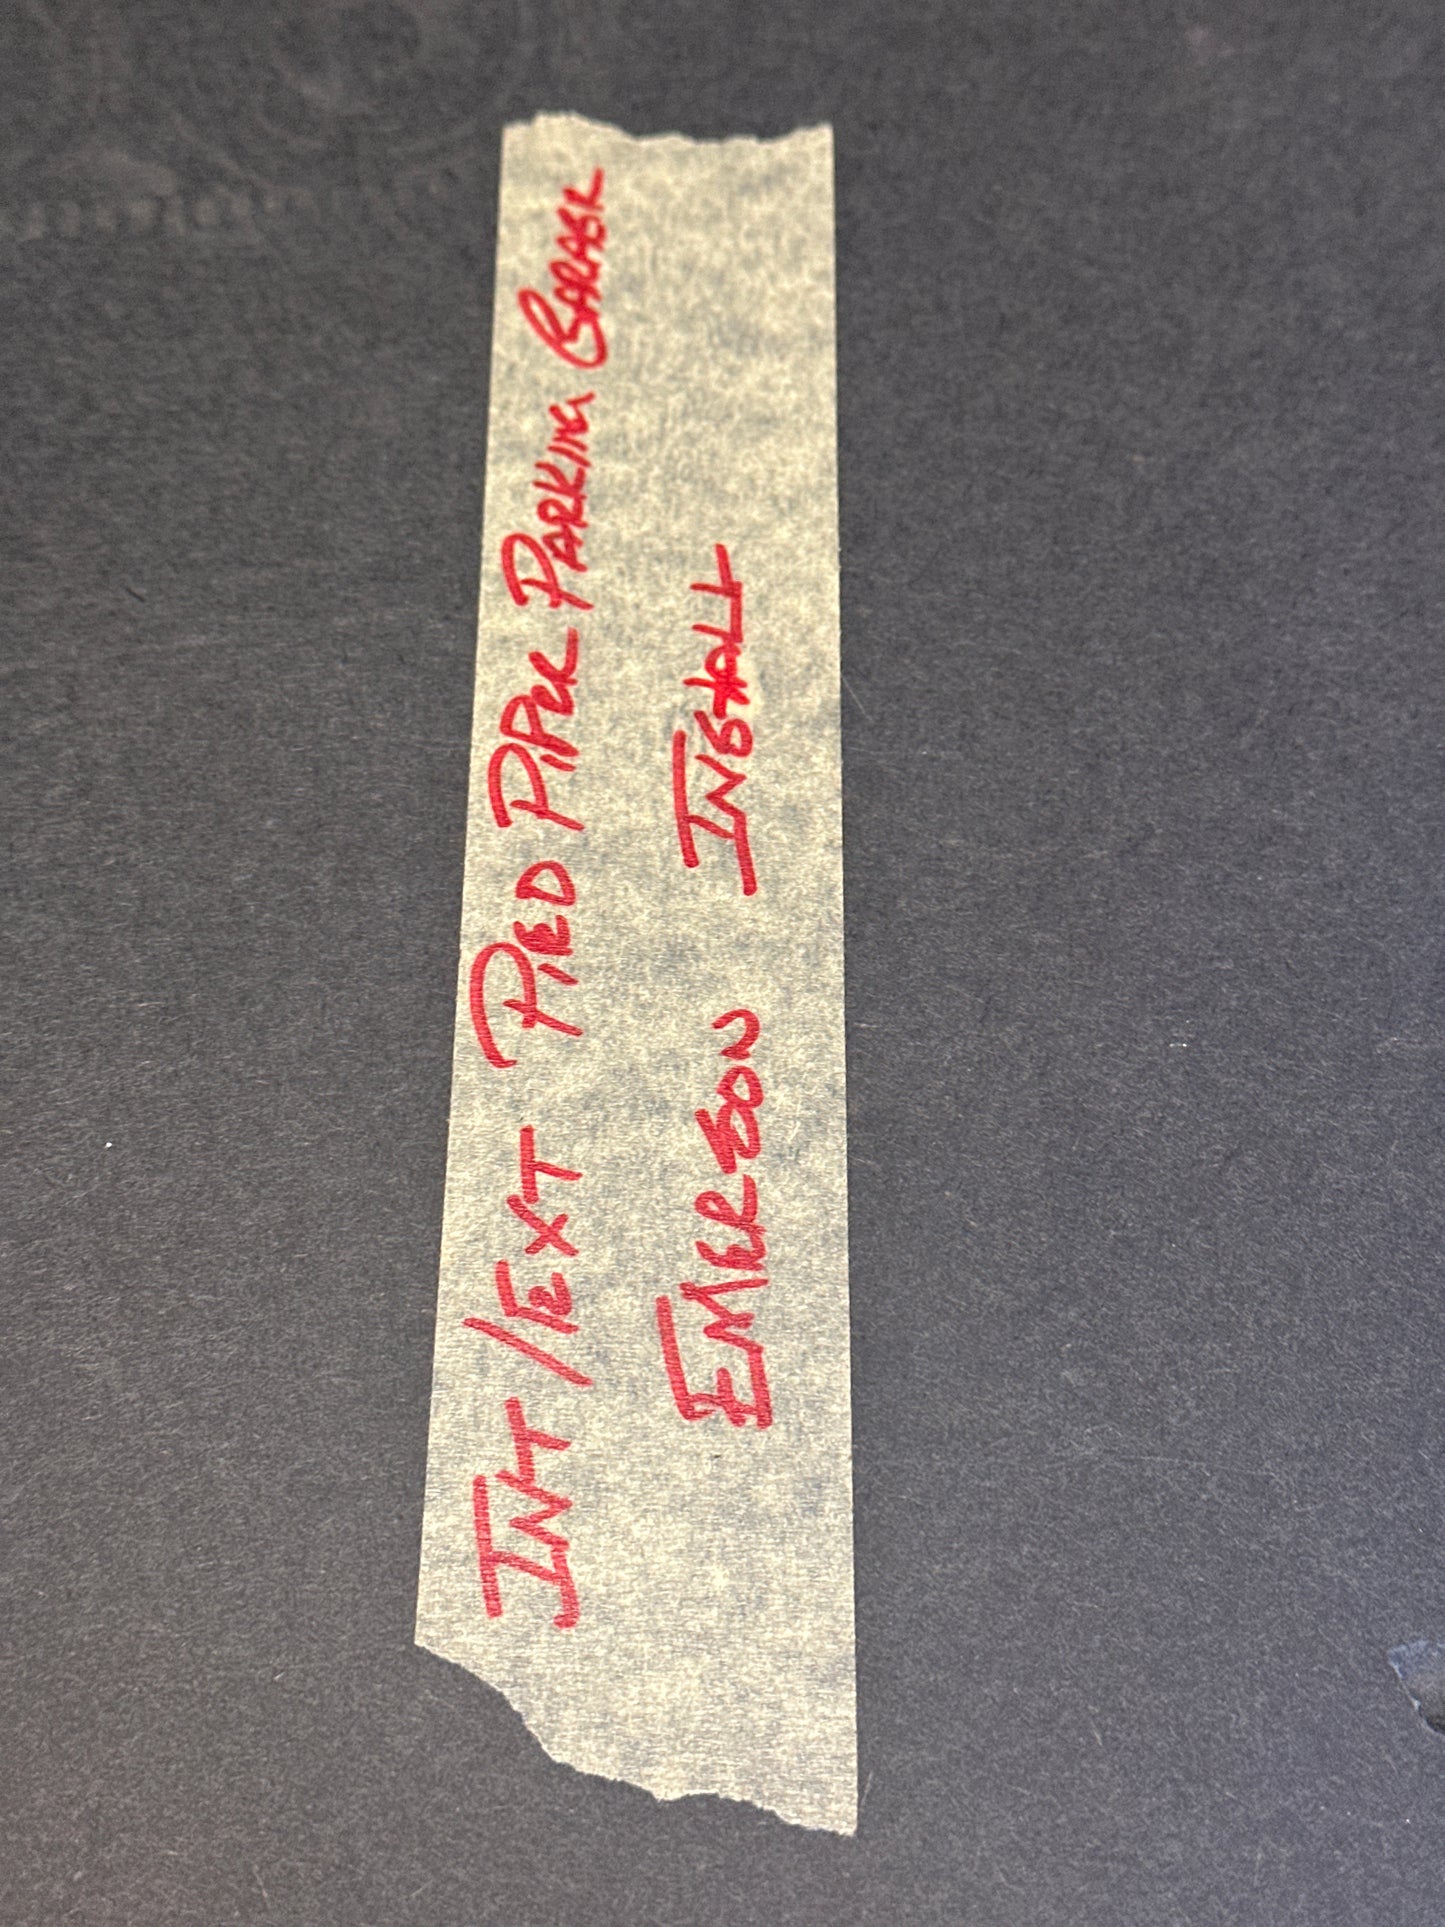 INT/EXT PIED PIPER PARKING GARAGE
EMERSON INSTALL